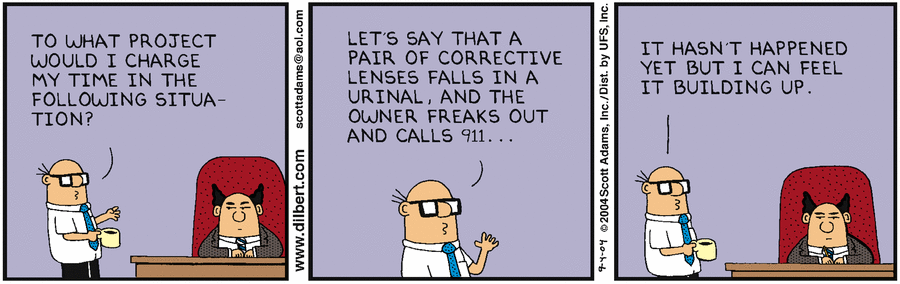 TO WHAT PROJECT
WOULD I CHARGE
MY TIME IN THE
FOLLOWING SITUA-
TION?
www.dilbert.com
scottadams@aol.com
LET'S SAY THAT A
PAIR OF CORRECTIVE
LENSES FALLS IN A
URINAL, AND THE
OWNER FREAKS OUT
AND CALLS 911...
9-4-04 ©2004 Scott Adams, Inc./Dist. by UFS, Inc.
IT HASN'T HAPPENED
YET BUT I CAN FEEL
IT BUILDING UP.